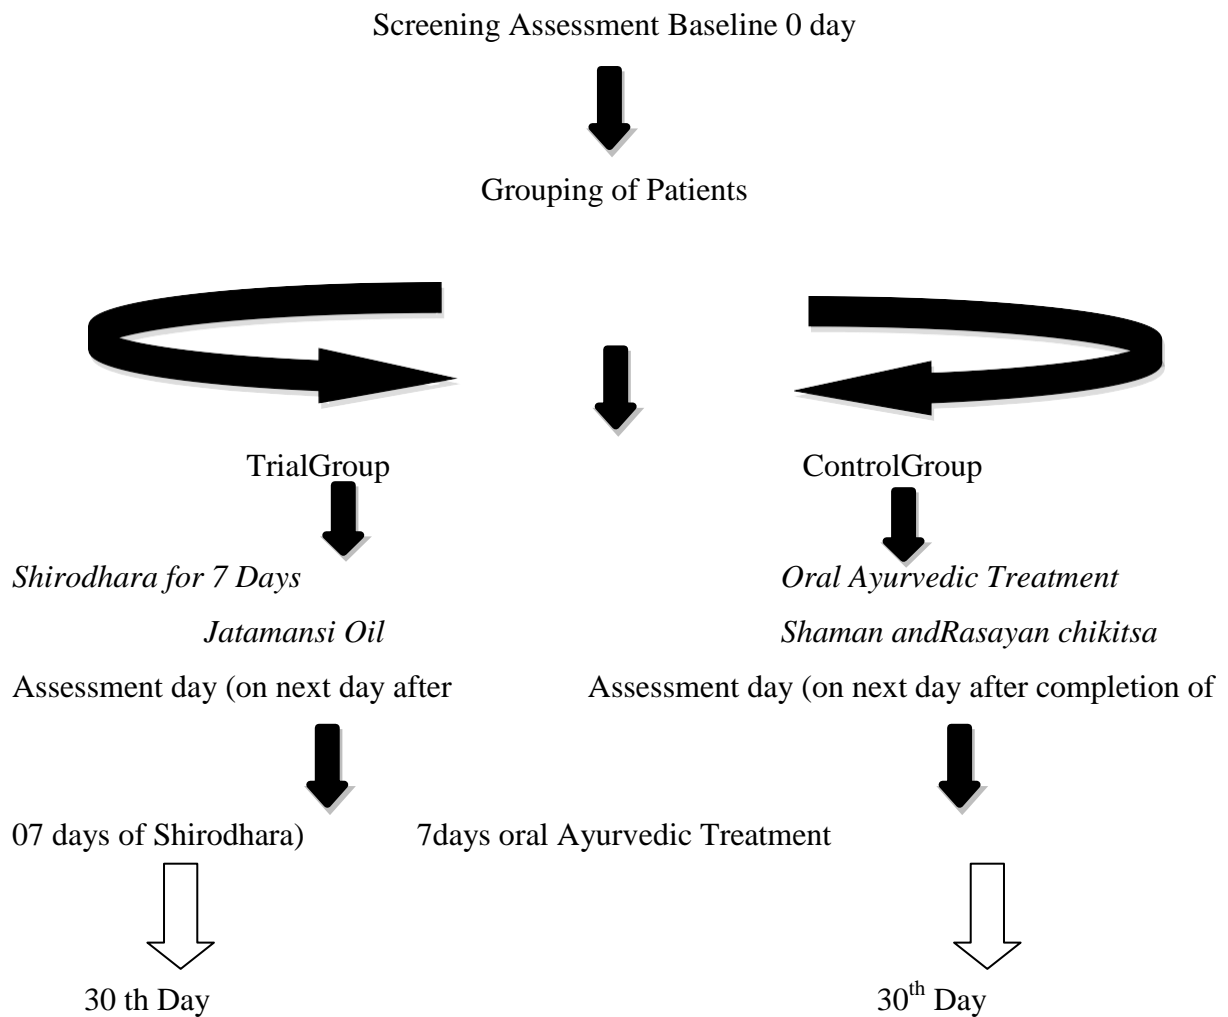 Screening Assessment Baseline 0 day
Grouping of Patients
TrialGroup
ControlGroup
Shirodhara for 7 Days
Oral Ayurvedic Treatment
Jatamansi Oil
Shaman andRasayan chikitsa
Assessment day (on next day after
Assessment day (on next day after completion of
07 days of Shirodhara)
7days oral Ayurvedic Treatment
30 th Day
30th Day